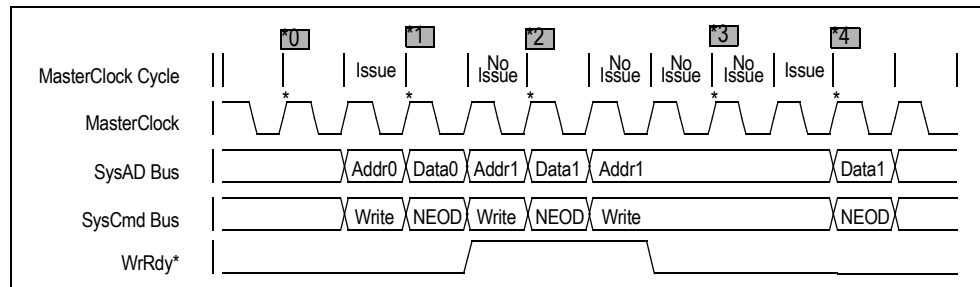 *0 *1 *2 *3 *4
MasterClock Cycle Issue No Issue No Issue No Issue No Issue Issue
* * * * *
MasterClock
SysAD Bus Addr0 Data0 Addr1 Data1 Addr1 Data1
SysCmd Bus Write NEOD Write NEOD Write NEOD
WrRdy*